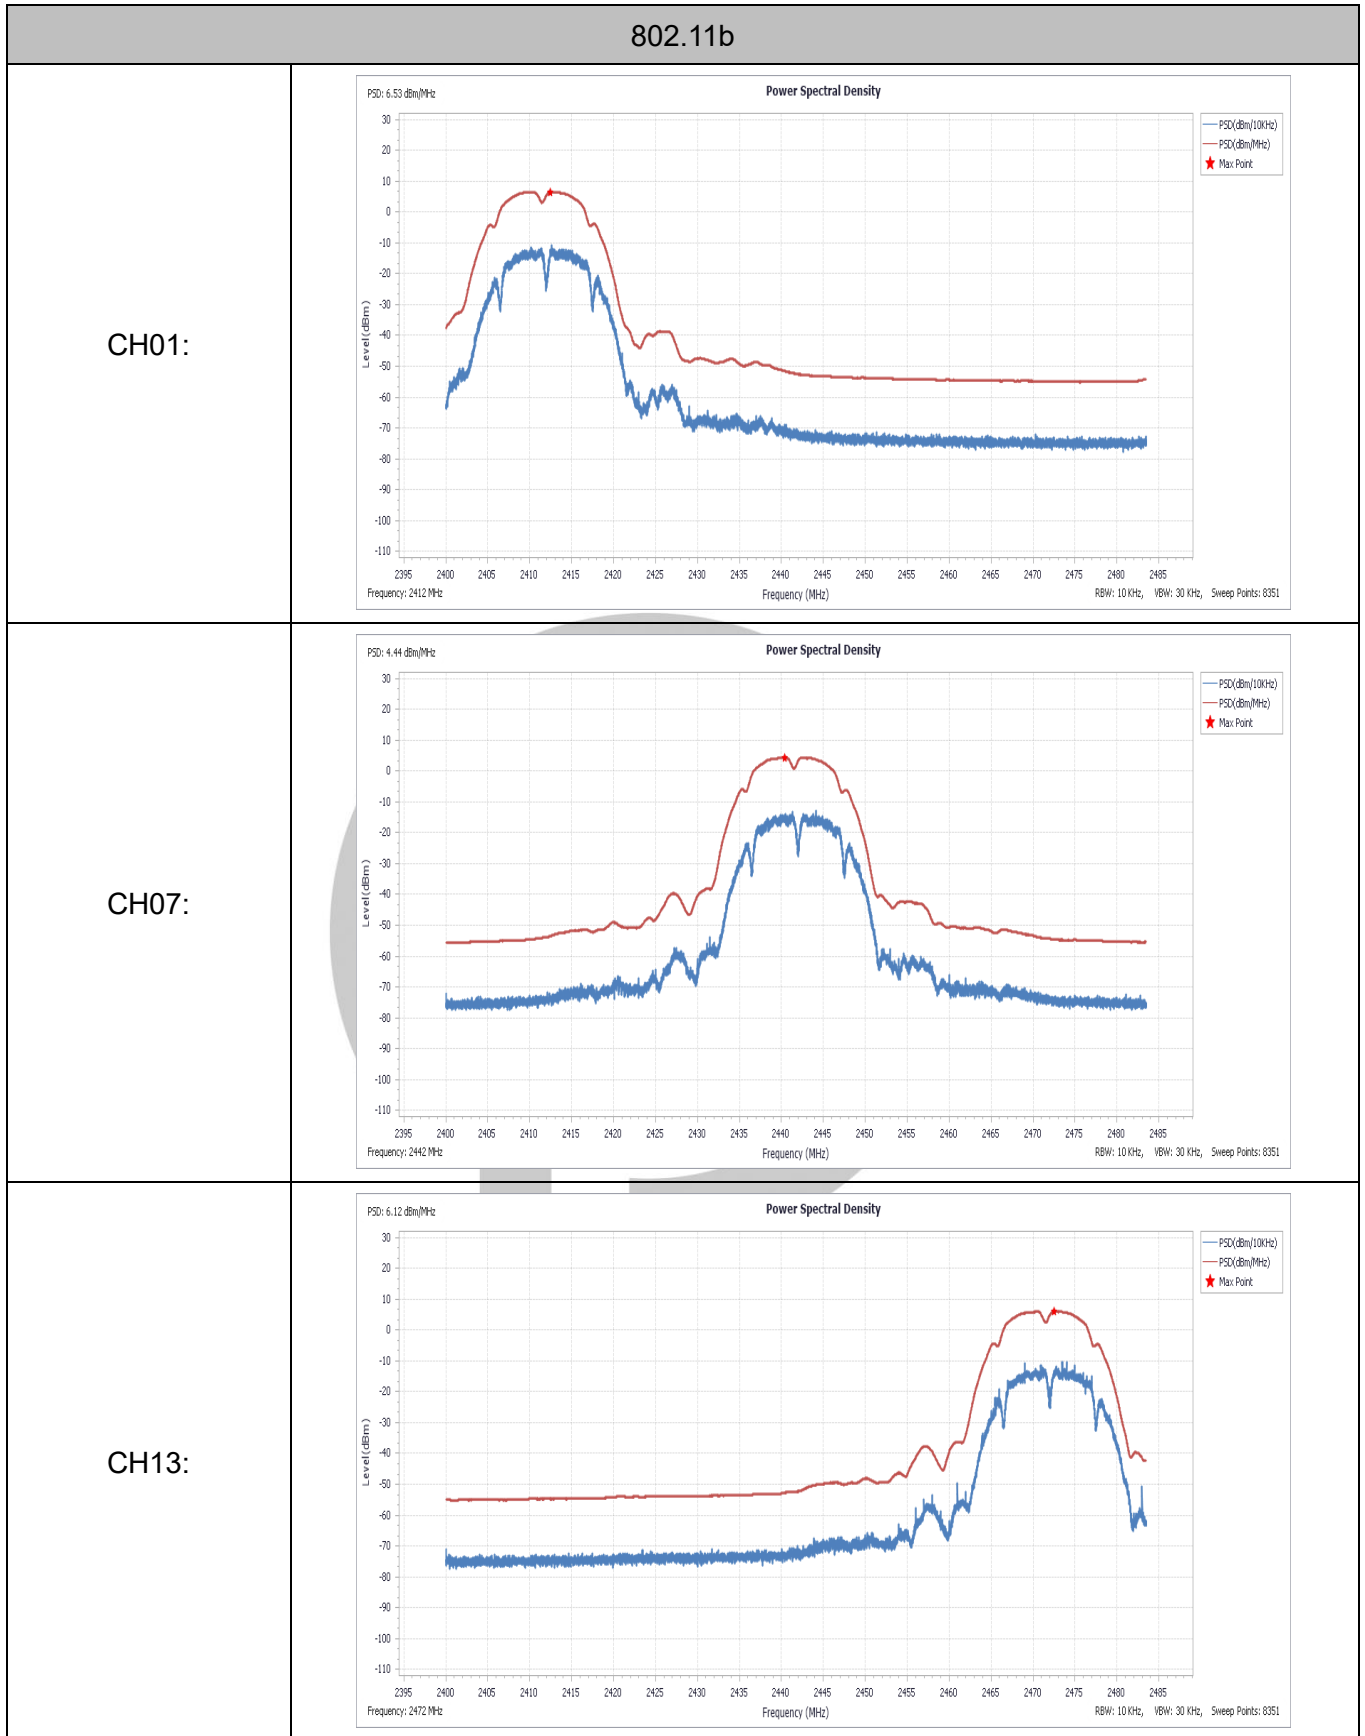 802.11b
CH01:
PSD: 6.53 dBm/MHz
Power Spectral Density
PSD(dBm/10KHz)
PSD(dBm/MHz)
Max Point
Level(dBm)
30
20
10
0
-10
-20
-30
-40
-50
-60
-70
-80
-90
-100
-110
2395 2400 2405 2410 2415 2420 2425 2430 2435 2440 2445 2450 2455 2460 2465 2470 2475 2480 2485
Frequency: 2412 MHz
Frequency (MHz)
RBW: 10 KHz, VBW: 30 KHz, Sweep Points: 8351
CH07:
PSD: 4.44 dBm/MHz
Power Spectral Density
PSD(dBm/10KHz)
PSD(dBm/MHz)
Max Point
Level(dBm)
30
20
10
0
-10
-20
-30
-40
-50
-60
-70
-80
-90
-100
-110
2395 2400 2405 2410 2415 2420 2425 2430 2435 2440 2445 2450 2455 2460 2465 2470 2475 2480 2485
Frequency: 2442 MHz
Frequency (MHz)
RBW: 10 KHz, VBW: 30 KHz, Sweep Points: 8351
CH13:
PSD: 6.12 dBm/MHz
Power Spectral Density
PSD(dBm/10KHz)
PSD(dBm/MHz)
Max Point
Level(dBm)
30
20
10
0
-10
-20
-30
-40
-50
-60
-70
-80
-90
-100
-110
2395 2400 2405 2410 2415 2420 2425 2430 2435 2440 2445 2450 2455 2460 2465 2470 2475 2480 2485
Frequency: 2472 MHz
Frequency (MHz)
RBW: 10 KHz, VBW: 30 KHz, Sweep Points: 8351